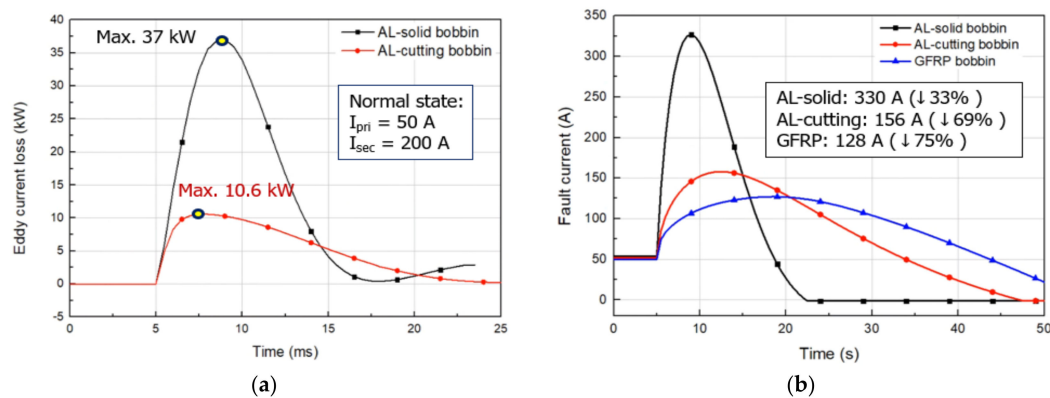 AL-solid bobbin
AL-cutting bobbin
Max. 37 kW
Normal state:
I_pri = 50 A
I_sec = 200 A
Max. 10.6 kW
Eddy current loss (kW)
40
35
30
25
20
15
10
5
0
-5
0 5 10 15 20 25
Time (ms)
(a)
AL-solid bobbin
AL-cutting bobbin
GFRP bobbin
AL-solid: 330 A (↓33% )
AL-cutting: 156 A (↓69% )
GFRP: 128 A (↓75% )
Fault current (A)
350
300
250
200
150
100
50
0
0 10 20 30 40 50
Time (s)
(b)